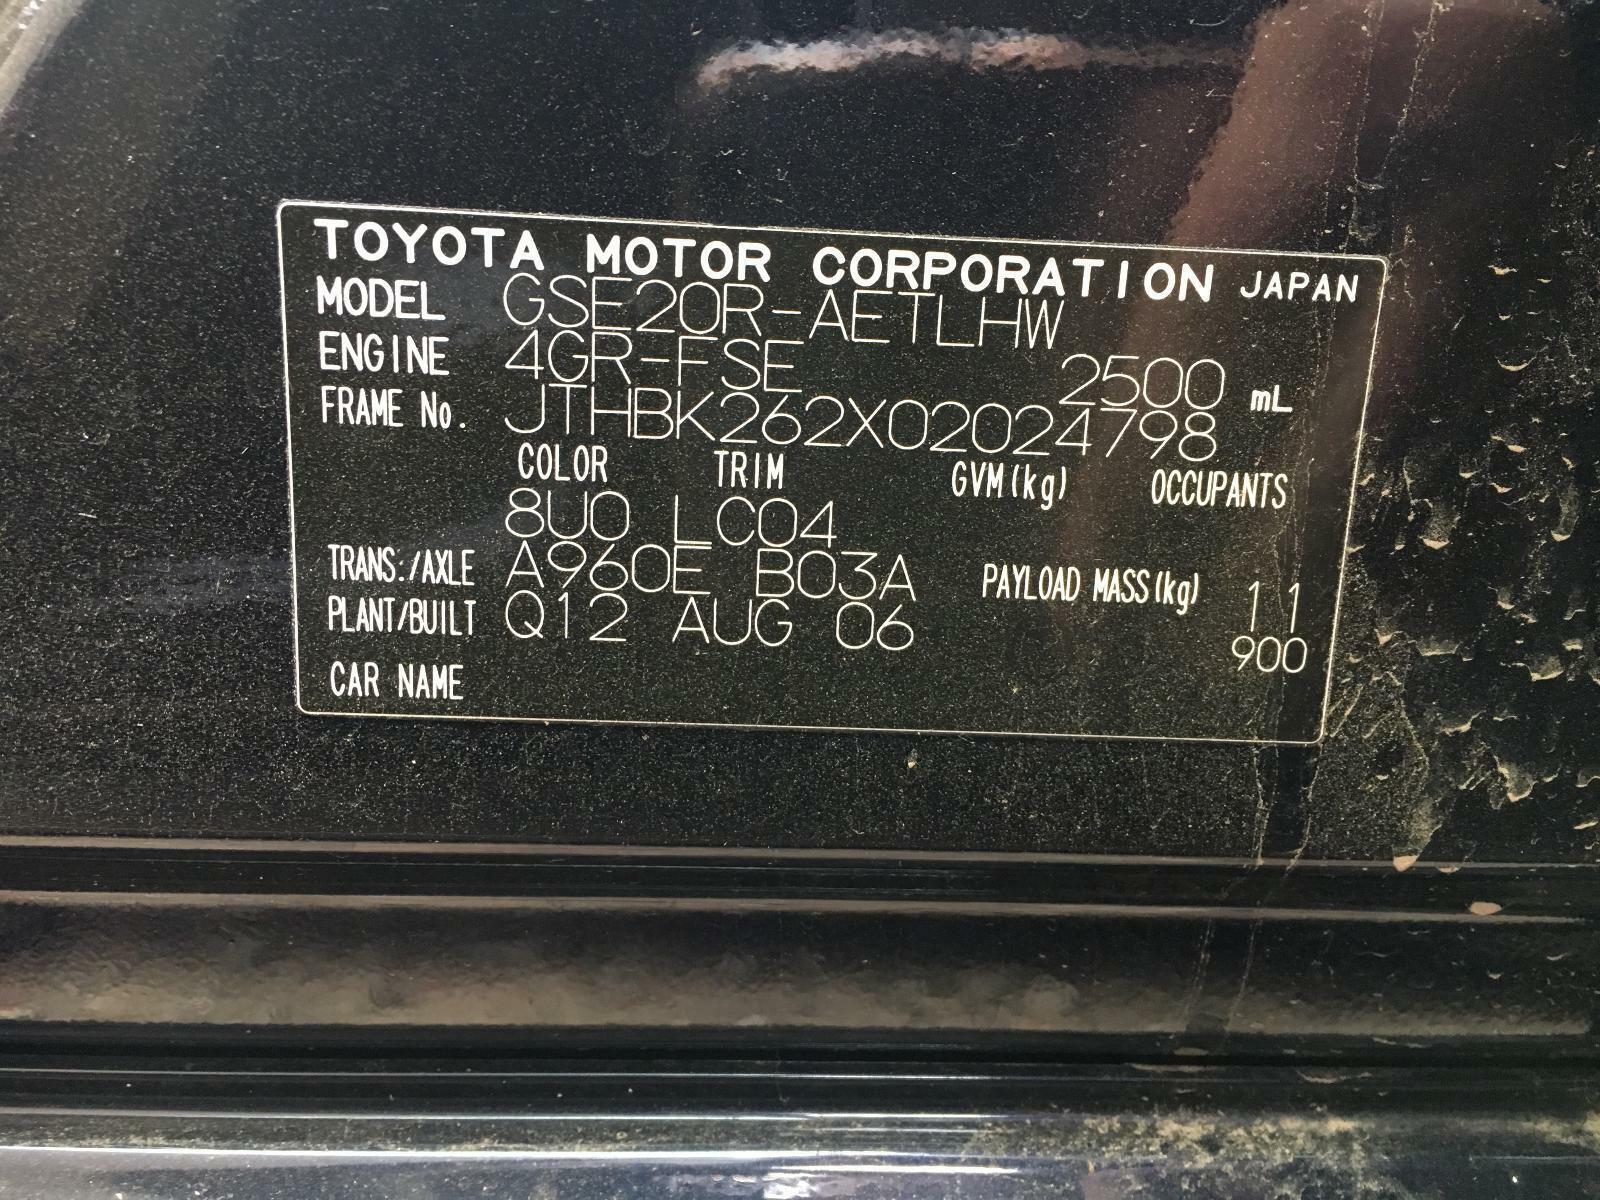 TOYOTA MOTOR CORPORATION JAPAN
MODEL GSE20R-AETLHW
ENGINE 4GR-FSE 2500 mL
FRAME No. JTHBK262X02024798
COLOR TRIM GVM(kg) OCCUPANTS
8U0 LC04
TRANS./AXLE A960E B03A PAYLOAD MASS(kg) 11
PLANT/BUILT Q12 AUG 06 900
CAR NAME